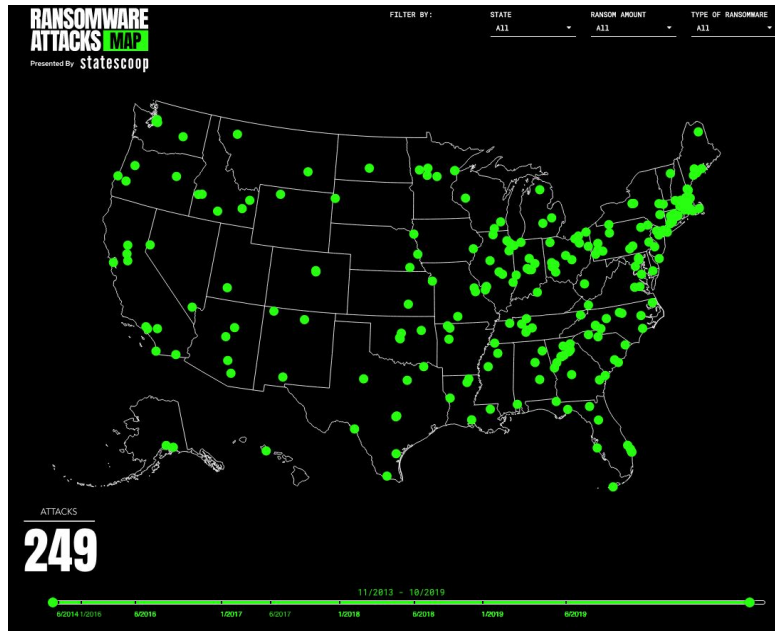 RANSOMWARE
ATTACKS MAP
Presented By statescoop
FILTER BY:
STATE
All
RANSOM AMOUNT
All
TYPE OF RANSOMWARE
All
ATTACKS
249
11/2013 - 10/2019
6/2014 1/2016 6/2016 1/2017 6/2017 1/2018 6/2018 1/2019 6/2019